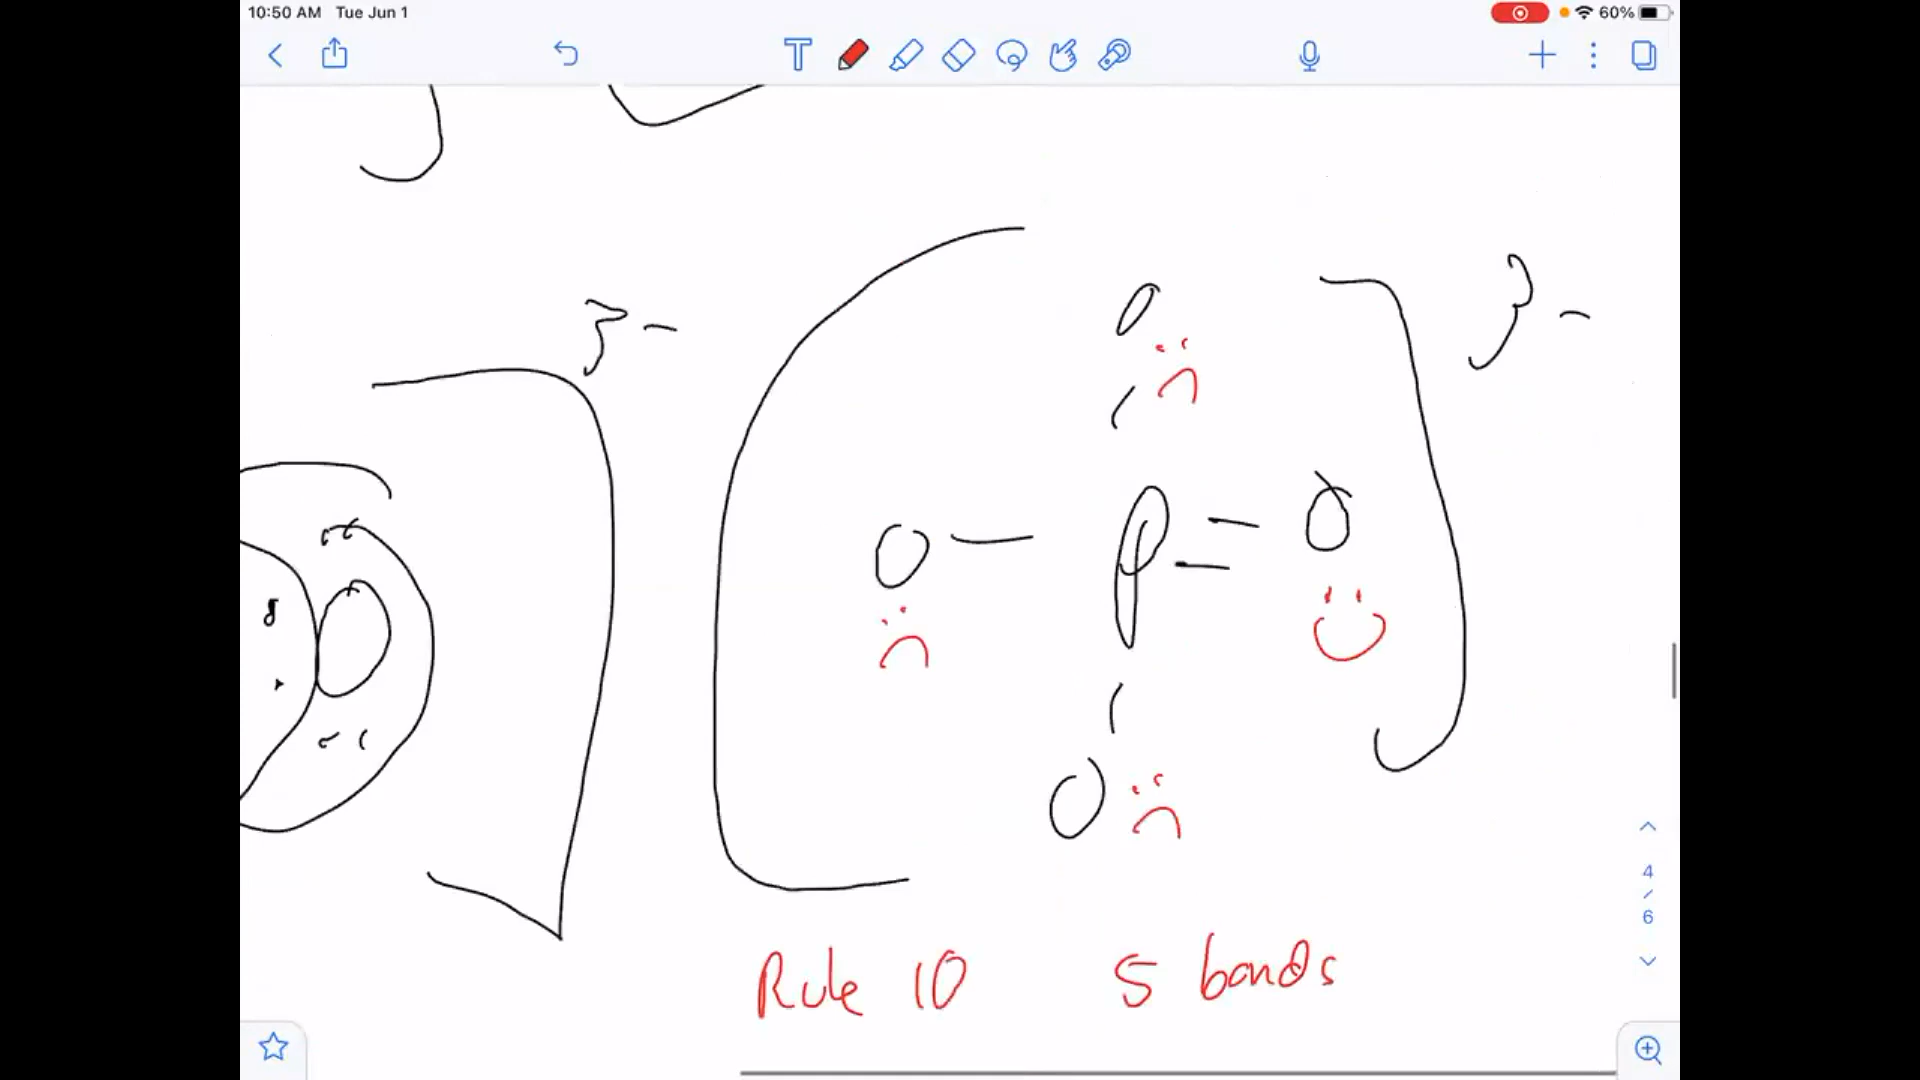 10:50 AM Tue Jun 1
60%
T
3-
3-
O
O - P = O
O
4
/
6
Rule 10 5 bonds